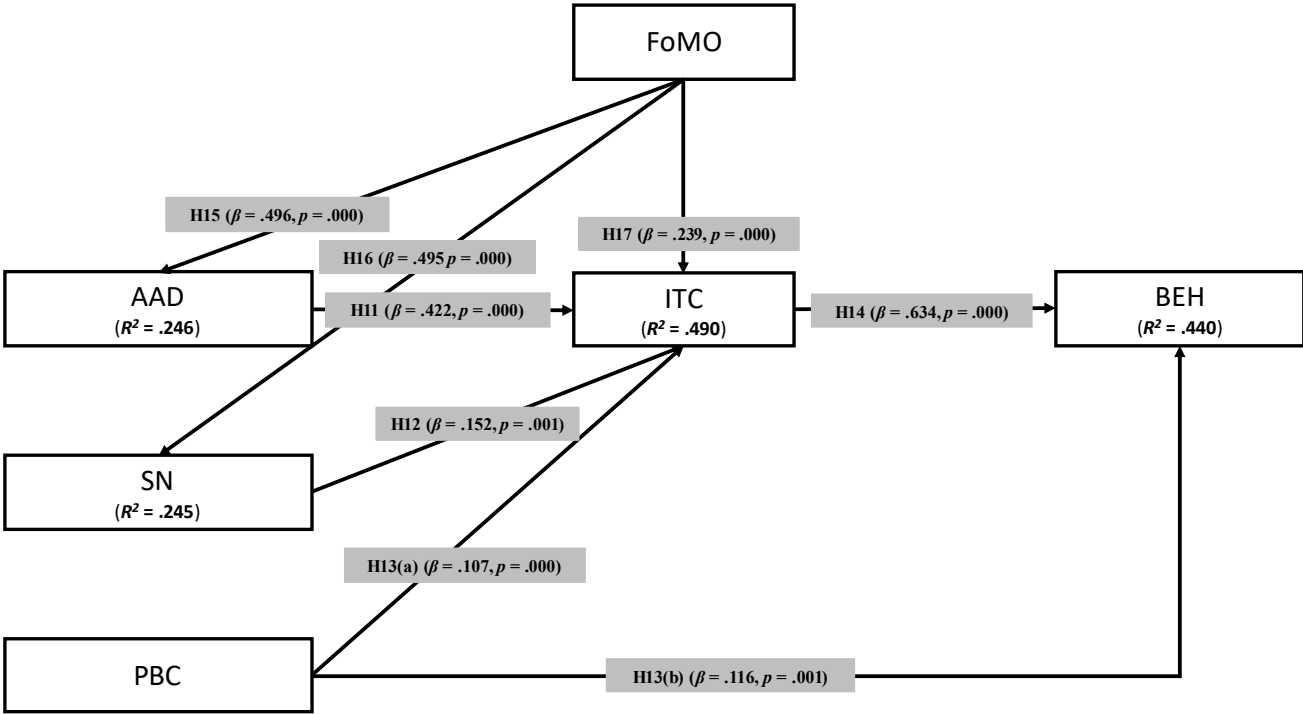 FoMO
H15 (β = .496, p = .000)
H16 (β = .495 p = .000)
H17 (β = .239, p = .000)
AAD
(R² = .246)
H11 (β = .422, p = .000)
ITC
(R² = .490)
H14 (β = .634, p = .000)
BEH
(R² = .440)
H12 (β = .152, p = .001)
SN
(R² = .245)
H13(a) (β = .107, p = .000)
PBC
H13(b) (β = .116, p = .001)